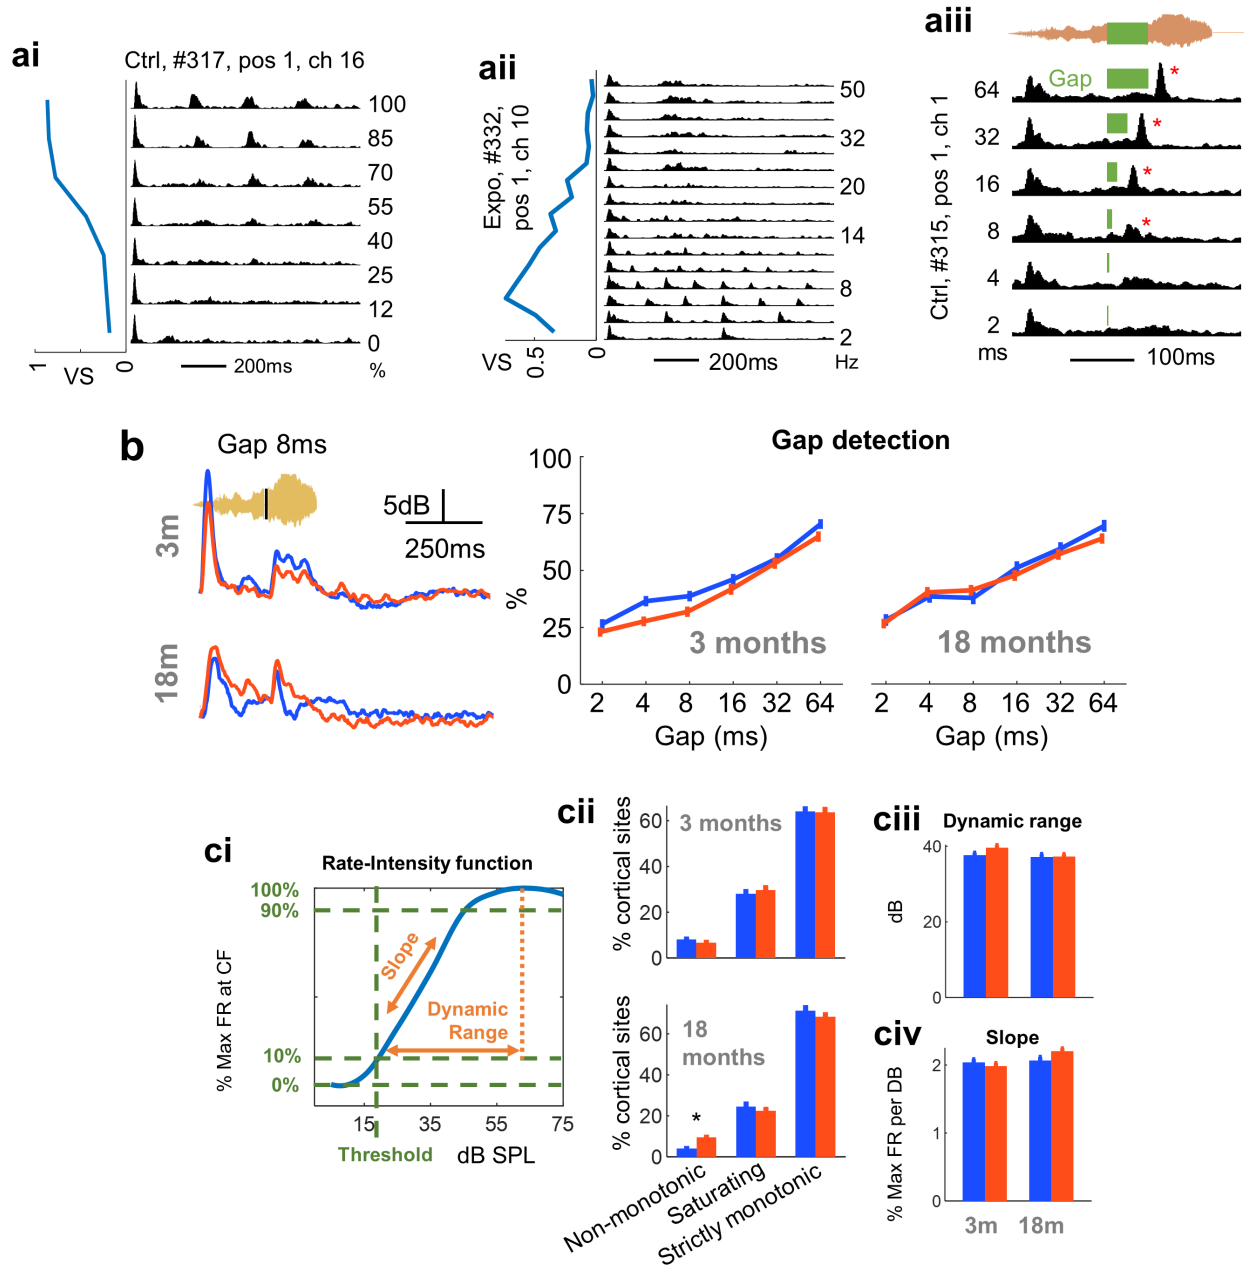 ai
Ctrl, #317, pos 1, ch 16
100
85
70
55
40
25
12
0
%
1
VS
0
200ms
aii
Expo, #332,
pos 1, ch 10
50
32
20
14
8
2
Hz
VS
0.5
0
200ms
aiii
Ctrl, #315, pos 1, ch 1
Gap
64
*
32
*
16
*
8
*
4
2
ms
100ms
b
Gap 8ms
5dB
250ms
3m
18m
Gap detection
%
100
75
50
25
0
3 months
18 months
2 4 8 16 32 64
2 4 8 16 32 64
Gap (ms)
Gap (ms)
ci
Rate-Intensity function
% Max FR at CF
100%
90%
10%
0%
Slope
Dynamic
Range
15 35 55 75
Threshold
dB SPL
cii
% cortical sites
60
40
20
0
3 months
% cortical sites
60
40
20
0
18
months
*
Non-monotonic
Saturating
Strictly monotonic
ciii
Dynamic range
dB
40
20
0
civ
Slope
% Max FR per DB
2
1
0
3m 18m